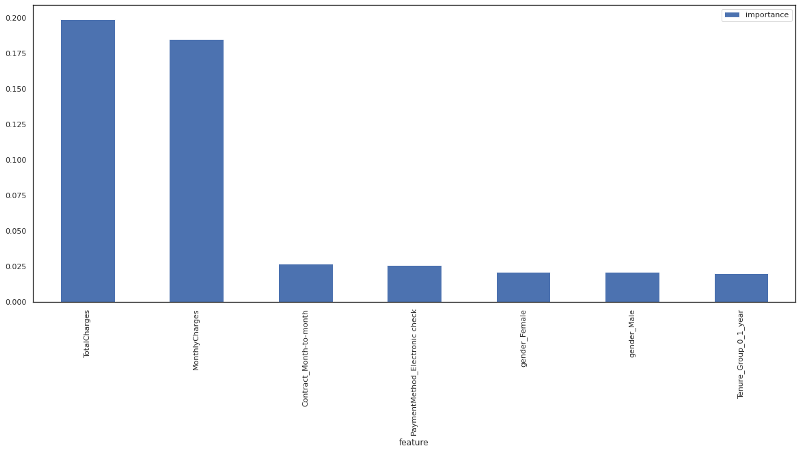 importance
0.200
0.175
0.150
0.125
0.100
0.075
0.050
0.025
0.000
TotalCharges
MonthlyCharges
Contract_Month-to-month
PaymentMethod_Electronic check
gender_Female
gender_Male
Tenure_Group_0_1_year
feature